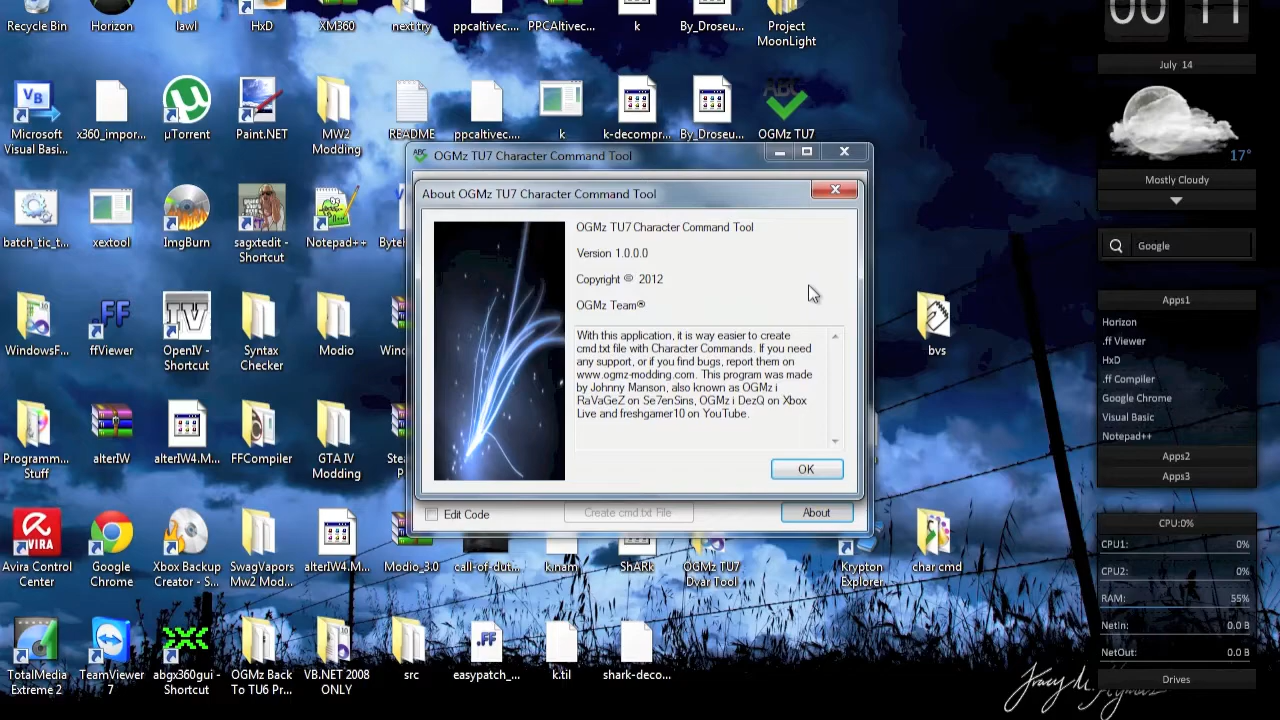 Recycle Bin
Horizon
lawl
HxD
XM360
next try
ppcaltivec....
PPCAltivec...
k
By_Drose...
Project MoonLight
Microsoft Visual Basi...
x360_impor...
µTorrent
Paint.NET
MW2 Modding
README
ppcaltivec....
k
k-decompr...
By_Droseu...
OGMz TU7
batch_tic_t...
xextool
ImgBurn
sagxtedit - Shortcut
Notepad++
WindowsF...
ffViewer
OpenIV - Shortcut
Syntax Checker
Modio
bvs
Programm... Stuff
alterIW
alterIW4.M...
FFCompiler
GTA IV Modding
Avira Control Center
Google Chrome
Xbox Backup Creator - S...
SwagVapors Mw2 Mod...
alterIW4.M...
Modio_3.0
call-of-dut...
k.nam
ShARk
OGMz TU7 Dvar Tool
Krypton Explorer
char cmd
TotalMedia Extreme 2
TeamViewer 7
abgx360gui - Shortcut
OGMz Back To TU6 Pr...
VB.NET 2008 ONLY
src
easypatch_...
k.til
shark-deco...
OGMz TU7 Character Command Tool
About OGMz TU7 Character Command Tool
OGMz TU7 Character Command Tool
Version 1.0.0.0
Copyright © 2012
OGMz Team®
With this application, it is way easier to create
cmd.txt file with Character Commands. If you need
any support, or if you find bugs, report them on
www.ogmz-modding.com. This program was made
by Johnny Manson, also known as OGMz i
RaVaGeZ on Se7enSins, OGMz i DezQ on Xbox
Live and freshgamer10 on YouTube.
OK
Edit Code
Create cmd.txt File
About
00 11
July 14
17°
Mostly Cloudy
Google
Apps1
Horizon
.ff Viewer
HxD
.ff Compiler
Google Chrome
Visual Basic
Notepad++
Apps2
Apps3
CPU:0%
CPU1: 0%
CPU2: 0%
RAM: 55%
NetIn: 0.0 B
NetOut: 0.0 B
Drives